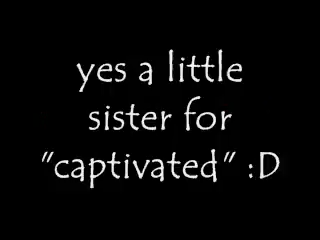 yes a little
sister for
"captivated" :D